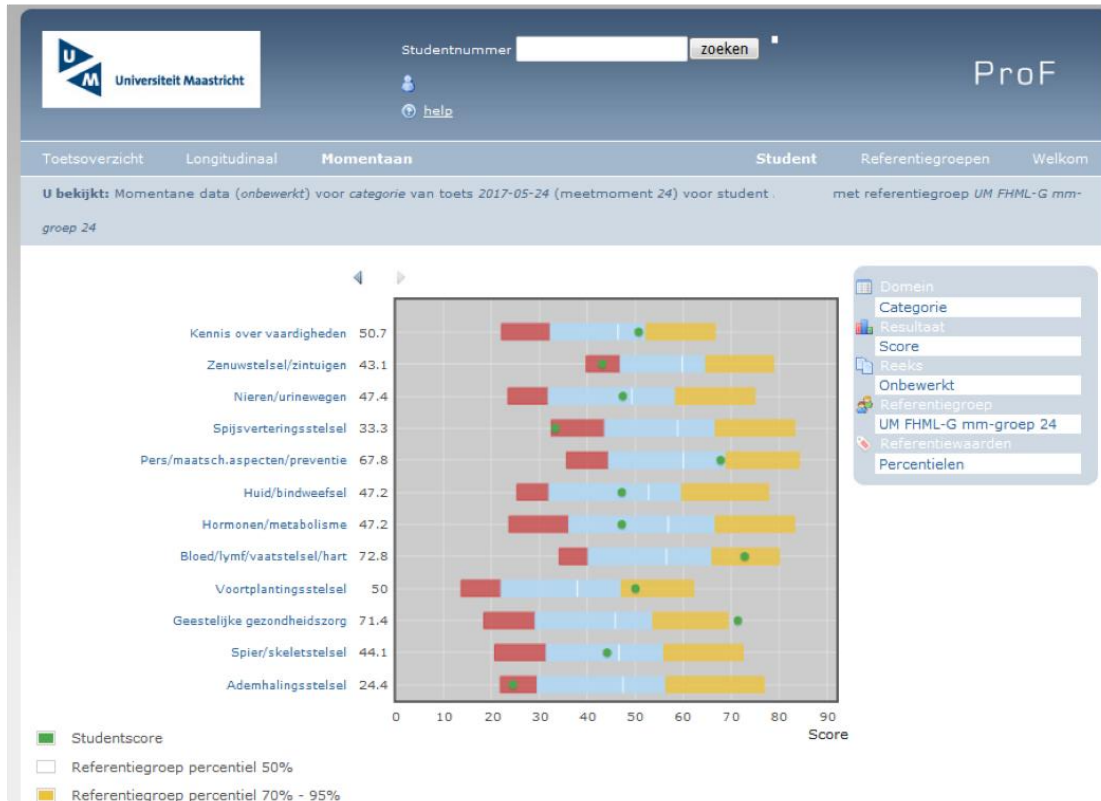 U
M
Universiteit Maastricht
Studentnummer zoeken
help
ProF
Toetsoverzicht Longitudinaal Momentaan Student Referentiegroepen Welkom
U bekijkt: Momentane data (onbewerkt) voor categorie van toets 2017-05-24 (meetmoment 24) voor student . met referentiegroep UM FHML-G mm-
groep 24
Kennis over vaardigheden 50.7
Zenuwstelsel/zintuigen 43.1
Nieren/urinewegen 47.4
Spijsverteringsstelsel 33.3
Pers/maatsch.aspecten/preventie 67.8
Huid/bindweefsel 47.2
Hormonen/metabolisme 47.2
Bloed/lymf/vaatstelsel/hart 72.8
Voortplantingsstelsel 50
Geestelijke gezondheidszorg 71.4
Spier/skeletstelsel 44.1
Ademhalingsstelsel 24.4
0 10 20 30 40 50 60 70 80 90
Score
Domein
Categorie
Resultaat
Score
Reeks
Onbewerkt
Referentiegroep
UM FHML-G mm-groep 24
Referentiewaarden
Percentielen
Studentscore
Referentiegroep percentiel 50%
Referentiegroep percentiel 70% - 95%